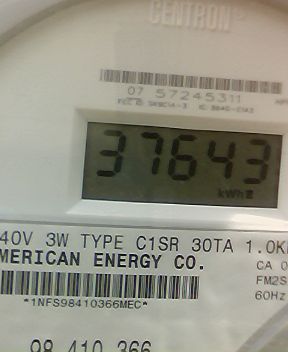 CENTRON
07 57245311
37643
kWh
40V 3W TYPE C1SR 30TA 1.0K
MERICAN ENERGY CO.
CA 0
FM2S
60Hz
*1NFS98410366MEC*
98 410 366